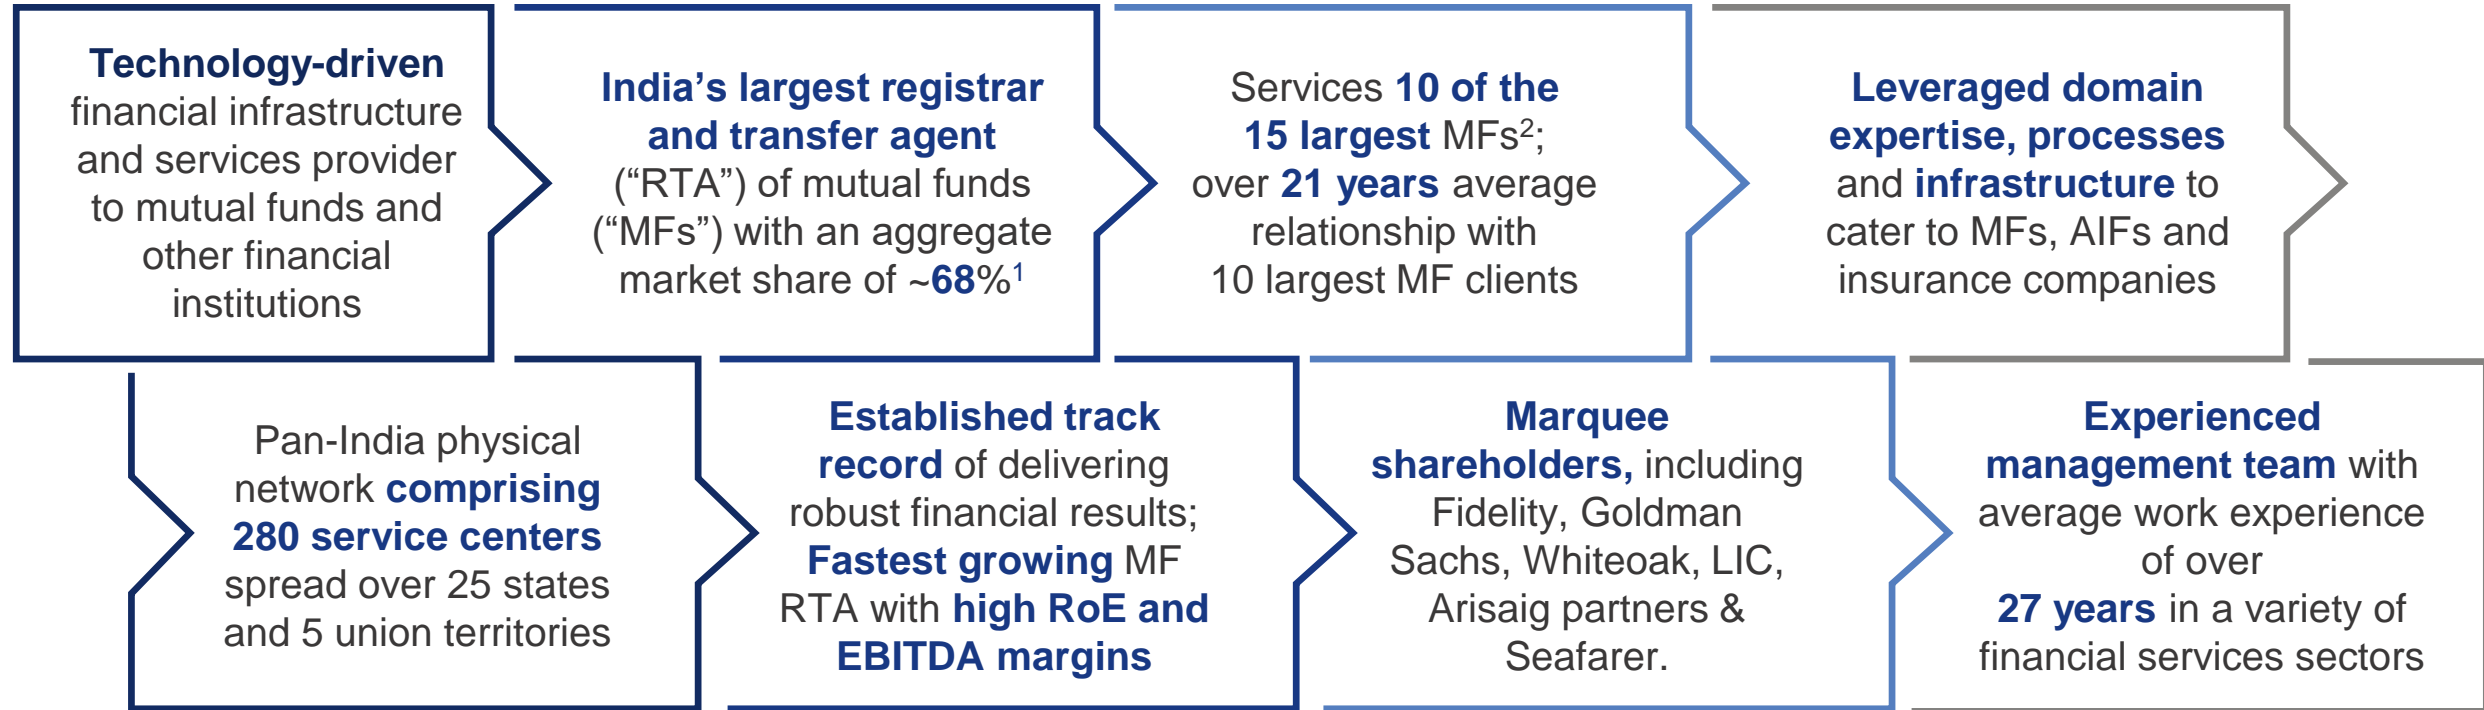 Technology-driven
financial infrastructure
and services provider
to mutual funds and
other financial
institutions
India’s largest registrar
and transfer agent
(“RTA”) of mutual funds
(“MFs”) with an aggregate
market share of ~68%1
Services 10 of the
15 largest MFs2;
over 21 years average
relationship with
10 largest MF clients
Leveraged domain
expertise, processes
and infrastructure to
cater to MFs, AIFs and
insurance companies
Pan-India physical
network comprising
280 service centers
spread over 25 states
and 5 union territories
Established track
record of delivering
robust financial results;
Fastest growing MF
RTA with high RoE and
EBITDA margins
Marquee
shareholders, including
Fidelity, Goldman
Sachs, Whiteoak, LIC,
Arisaig partners &
Seafarer.
Experienced
management team with
average work experience
of over
27 years in a variety of
financial services sectors